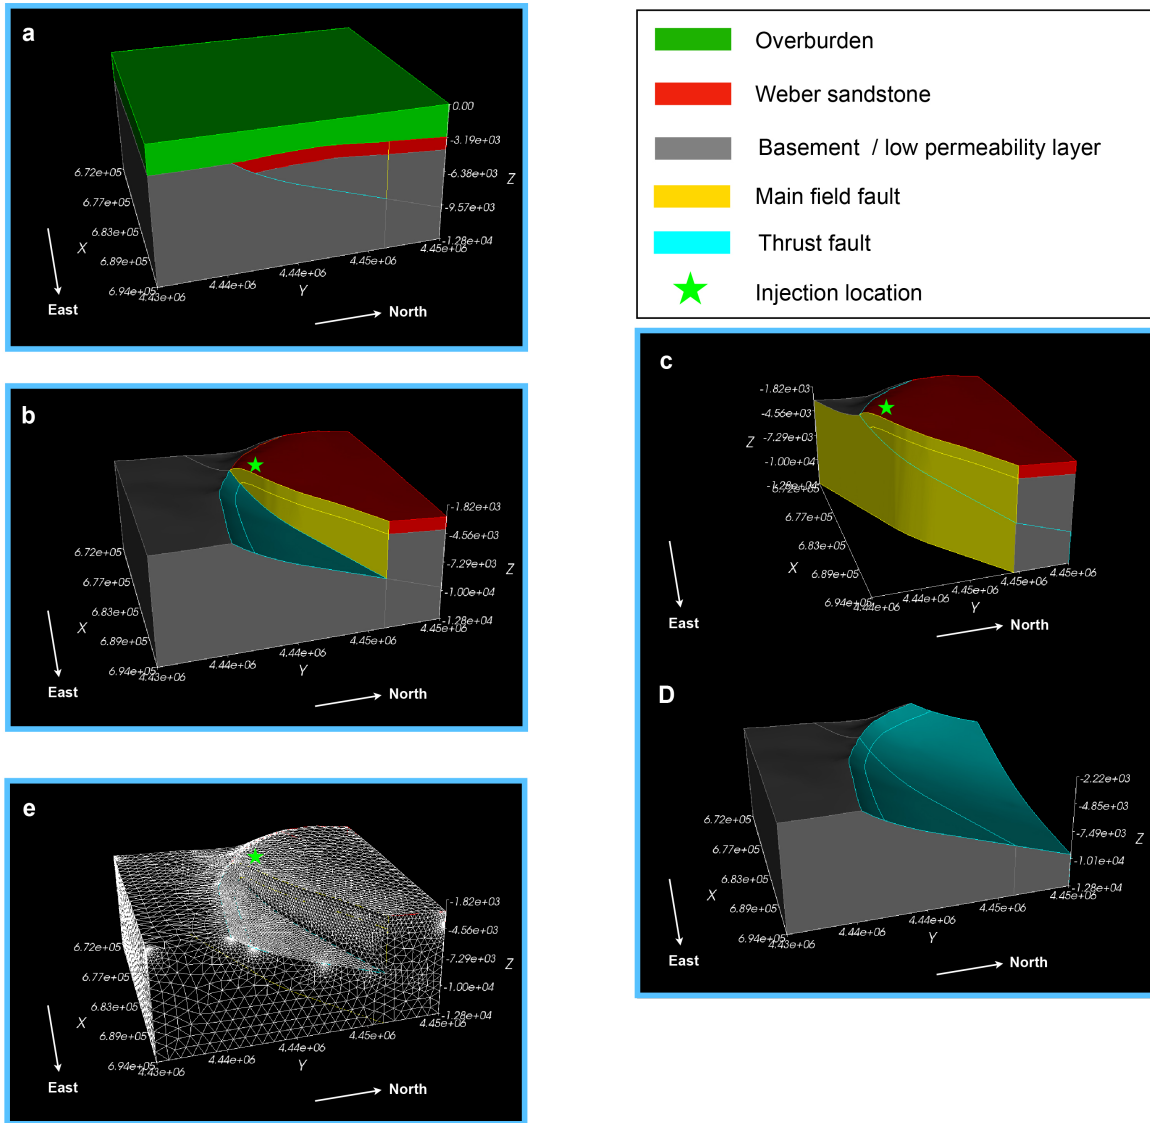 a
0.00
-3.19e+03
-6.38e+03
Z
-9.57e+03
-1.28e+04
6.72e+05
6.77e+05
6.83e+05
X
6.89e+05
6.94e+05
4.43e+06
4.44e+06
4.44e+06
4.45e+06
4.45e+06
Y
East
North
Overburden
Weber sandstone
Basement / low permeability layer
Main field fault
Thrust fault
Injection location
b
-1.82e+03
-4.56e+03
-7.29e+03
Z
-1.00e+04
-1.28e+04
6.72e+05
6.77e+05
6.83e+05
X
6.89e+05
6.94e+05
4.43e+06
4.44e+06
4.44e+06
4.45e+06
4.45e+06
Y
East
North
c
-1.82e+03
-4.56e+03
Z
-7.29e+03
-1.00e+04
-1.28e+04
6.72e+05
6.77e+05
6.83e+05
X
6.89e+05
6.94e+05
4.44e+06
4.44e+06
4.45e+06
4.45e+06
4.45e+06
Y
East
North
D
-2.22e+03
-4.85e+03
-7.49e+03
Z
-1.01e+04
-1.28e+04
6.72e+05
6.77e+05
6.83e+05
X
6.89e+05
6.94e+05
4.43e+06
4.44e+06
4.44e+06
4.45e+06
4.45e+06
Y
East
North
e
-1.82e+03
-4.56e+03
-7.29e+03
Z
-1.00e+04
-1.28e+04
6.72e+05
6.77e+05
6.83e+05
X
6.89e+05
6.94e+05
4.43e+06
4.44e+06
4.44e+06
4.45e+06
4.45e+06
Y
East
North